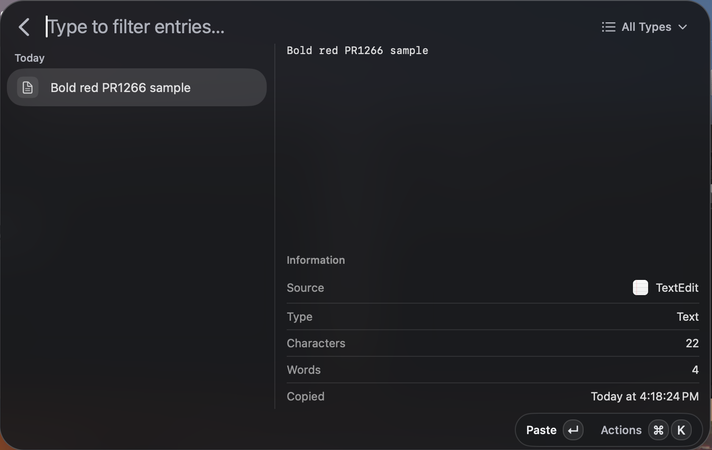 Type to filter entries...
All Types
Today
Bold red PR1266 sample
Bold red PR1266 sample
Information
Source TextEdit
Type Text
Characters 22
Words 4
Copied Today at 4:18:24 PM
Paste ↵ Actions ⌘ K